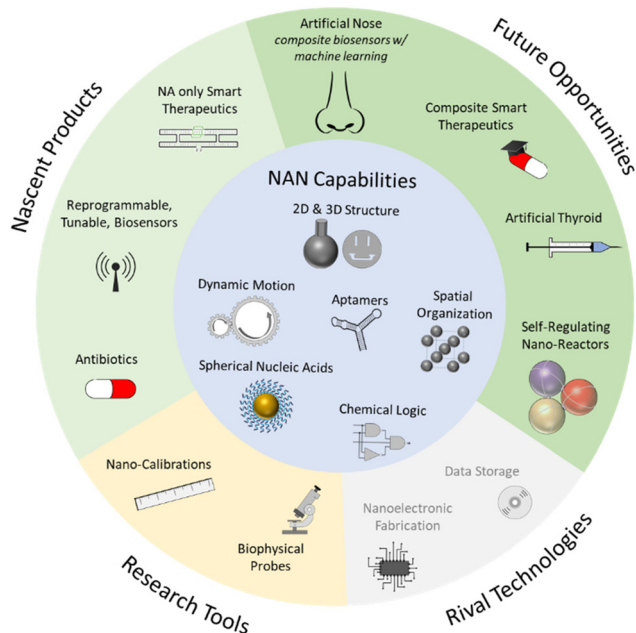 Artificial Nose
composite biosensors w/
machine learning
Future Opportunities
Composite Smart
Therapeutics
Artificial Thyroid
Self-Regulating
Nano-Reactors
Nascent Products
NA only Smart
Therapeutics
Reprogrammable,
Tunable, Biosensors
Antibiotics
NAN Capabilities
2D & 3D Structure
Dynamic Motion
Aptamers
Spatial
Organization
Spherical Nucleic Acids
Chemical Logic
Nano-Calibrations
Biophysical
Probes
Research Tools
Data Storage
Nanoelectronic
Fabrication
Rival Technologies